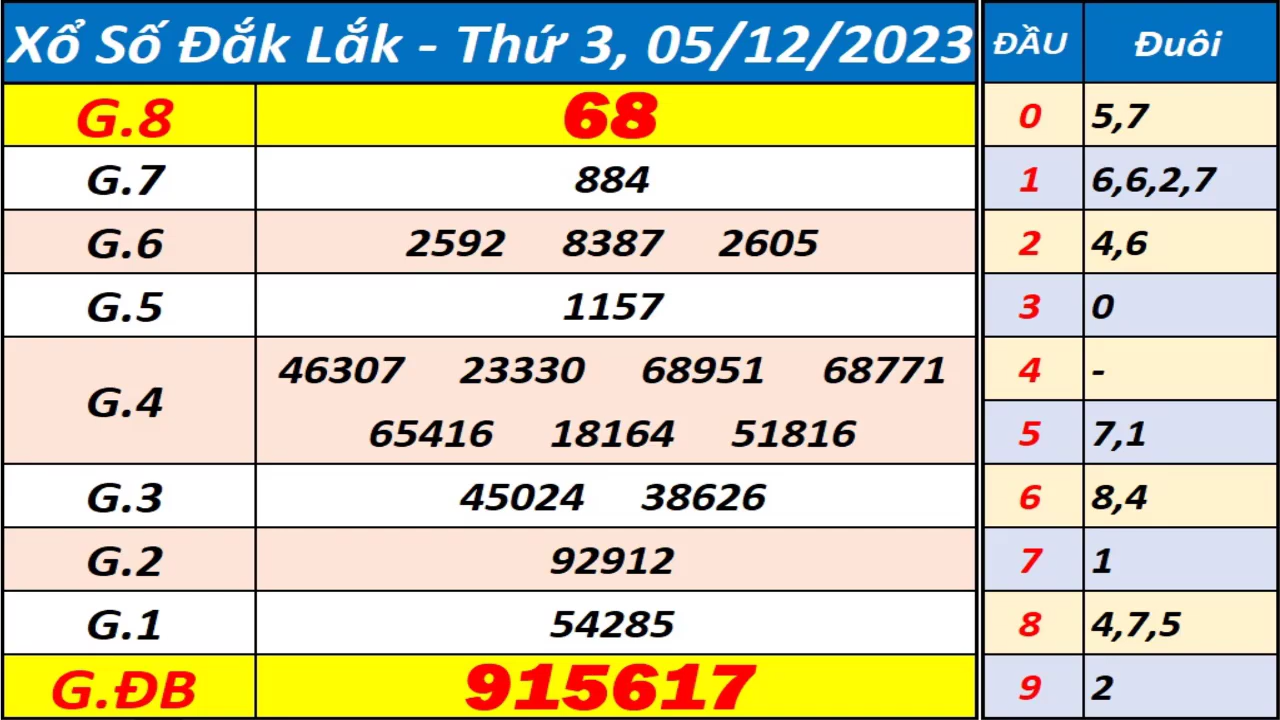 Xổ Số Đắk Lắk - Thứ 3, 05/12/2023 ĐẦU Đuôi
G.8 68 0 5,7
G.7 884 1 6,6,2,7
G.6 2592 8387 2605 2 4,6
G.5 1157 3 0
G.4 46307 23330 68951 68771 4 -
65416 18164 51816 5 7,1
G.3 45024 38626 6 8,4
G.2 92912 7 1
G.1 54285 8 4,7,5
G.ĐB 915617 9 2